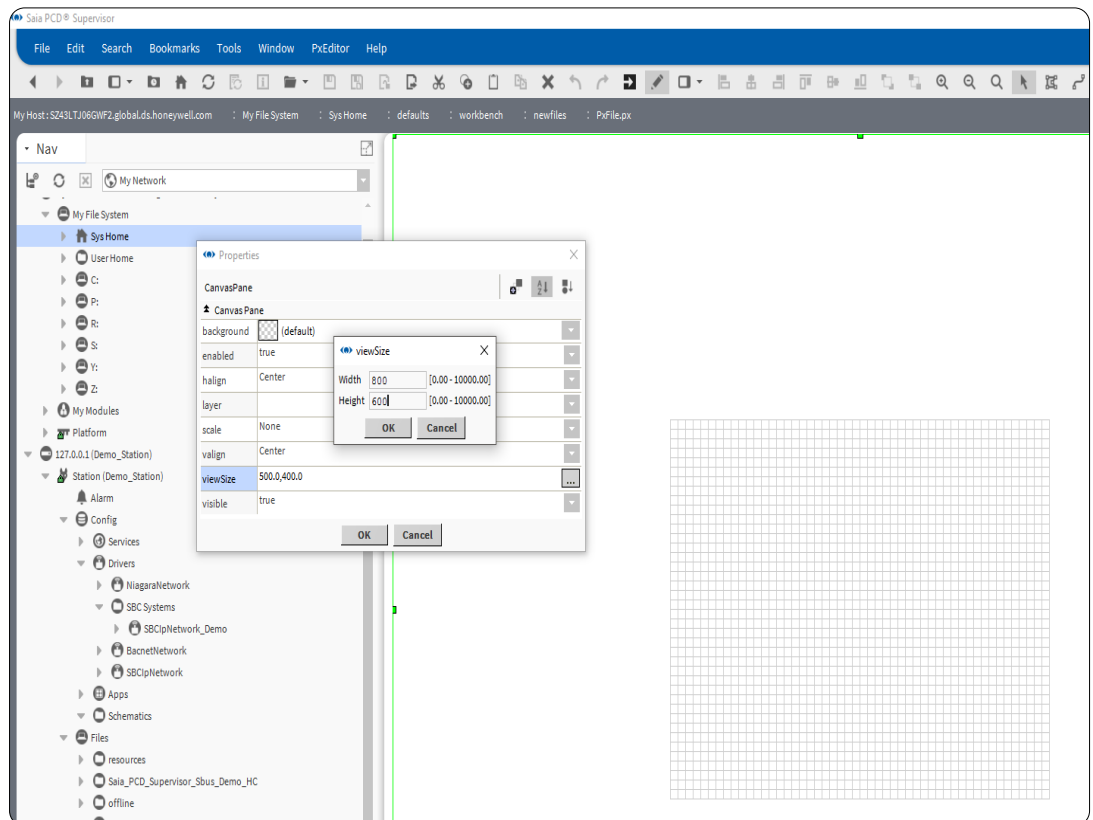 Saia PCD® Supervisor
File Edit Search Bookmarks Tools Window PxEditor Help
My Host : SZ43LTJ06GWF2.global.ds.honeywell.com : My File System : Sys Home : defaults : workbench : newfiles : PxFile.px
Nav
My Network
My File System
Sys Home
User Home
C:
P:
R:
S:
Y:
Z:
My Modules
Platform
127.0.0.1 (Demo_Station)
Station (Demo_Station)
Alarm
Config
Services
Drivers
NiagaraNetwork
SBC Systems
SBCIpNetwork_Demo
BacnetNetwork
SBCIpNetwork
Apps
Schematics
Files
resources
Saia_PCD_Supervisor_Sbus_Demo_HC
offline
Properties
CanvasPane
Canvas Pane
background (default)
enabled true
halign Center
layer
scale None
valign Center
viewSize 500.0,400.0 ...
visible true
OK Cancel
viewSize
Width 800 [0.00 - 10000.00]
Height 600 [0.00 - 10000.00]
OK Cancel